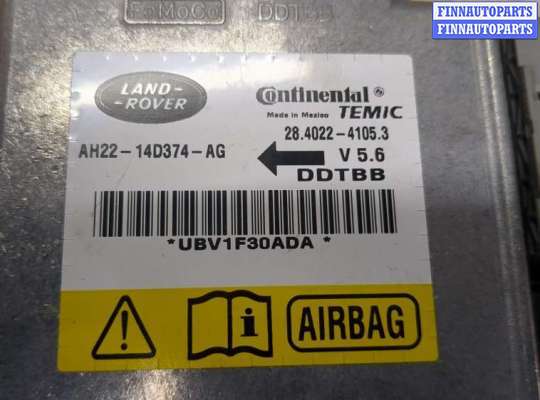 FoMoCo DDTBB
FINNAUTOPARTS
FINNAUTOPARTS
LAND-
-ROVER
Continental
Made in Mexico TEMIC
28.4022-4105.3
AH22-14D374-AG
V 5.6
DDTBB
*UBV1F30ADA *
i
AIRBAG